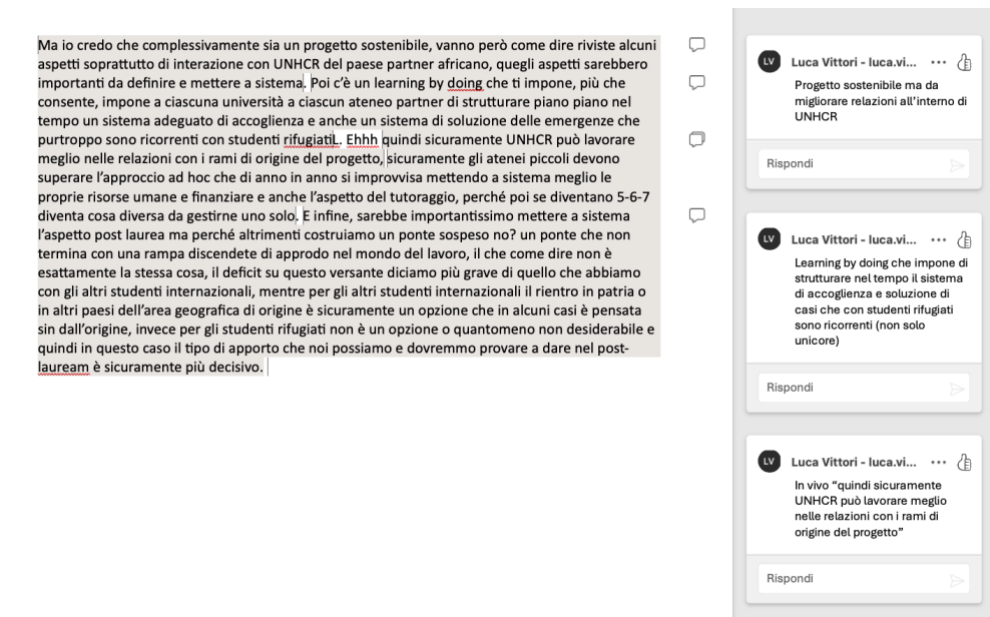 Ma io credo che complessivamente sia un progetto sostenibile, vanno però come dire riviste alcuni
aspetti soprattutto di interazione con UNHCR del paese partner africano, quegli aspetti sarebbero
importanti da definire e mettere a sistema. Poi c'è un learning by doing che ti impone, più che
consente, impone a ciascuna università a ciascun ateneo partner di strutturare piano piano nel
tempo un sistema adeguato di accoglienza e anche un sistema di soluzione delle emergenze che
purtroppo sono ricorrenti con studenti rifugiatiL. Ehhh quindi sicuramente UNHCR può lavorare
meglio nelle relazioni con i rami di origine del progetto, sicuramente gli atenei piccoli devono
superare l'approccio ad hoc che di anno in anno si improvvisa mettendo a sistema meglio le
proprie risorse umane e finanziare e anche l'aspetto del tutoraggio, perché poi se diventano 5-6-7
diventa cosa diversa da gestirne uno solo. E infine, sarebbe importantissimo mettere a sistema
l'aspetto post laurea ma perché altrimenti costruiamo un ponte sospeso no? un ponte che non
termina con una rampa discendete di approdo nel mondo del lavoro, il che come dire non è
esattamente la stessa cosa, il deficit su questo versante diciamo più grave di quello che abbiamo
con gli altri studenti internazionali, mentre per gli altri studenti internazionali il rientro in patria o
in altri paesi dell'area geografica di origine è sicuramente un opzione che in alcuni casi è pensata
sin dall'origine, invece per gli studenti rifugiati non è un opzione o quantomeno non desiderabile e
quindi in questo caso il tipo di apporto che noi possiamo e dovremmo provare a dare nel post-
lauream è sicuramente più decisivo.
LV Luca Vittori - luca.vi...
Progetto sostenibile ma da
migliorare relazioni all'interno di
UNHCR
Rispondi
LV Luca Vittori - luca.vi...
Learning by doing che impone di
strutturare nel tempo il sistema
di accoglienza e soluzione di
casi che con studenti rifugiati
sono ricorrenti (non solo
unicore)
Rispondi
LV Luca Vittori - luca.vi...
In vivo "quindi sicuramente
UNHCR può lavorare meglio
nelle relazioni con i rami di
origine del progetto"
Rispondi